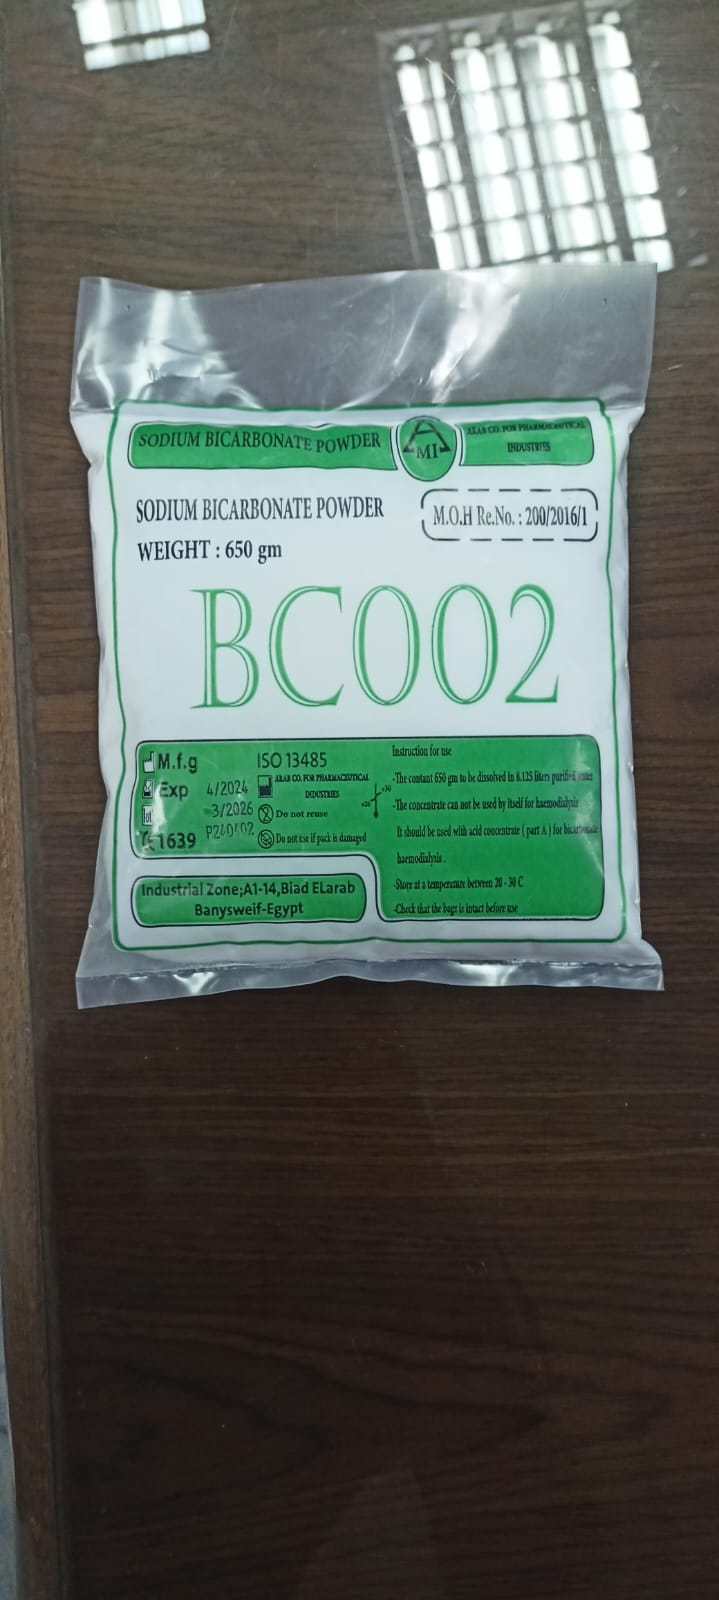 SODIUM BICARBONATE POWDER
AMI
ARAB CO. FOR PHARMACEUTICAL
INDUSTRIES
SODIUM BICARBONATE POWDER
WEIGHT : 650 gm
M.O.H Re.No. : 200/2016/1
BC002
M.f.g
4/2024
Exp
3/2026
lot
P240402
CE1639
ISO 13485
ARAB CO. FOR PHARMACEUTICAL
INDUSTRIES
Do not reuse
Do not use if pack is damaged
+20
+30
Instruction for use
-The contant 650 gm to be dissolved in 8.125 liters purified water
-The concentrate can not be used by itself for haemodialysis
It should be used with acid concentrate ( part A ) for bicarbonate
haemodialysis .
-Store at a temperature between 20 - 30 C
-Check that the bags is intact before use
Industrial Zone;A1-14,Biad ELarab
Banysweif-Egypt